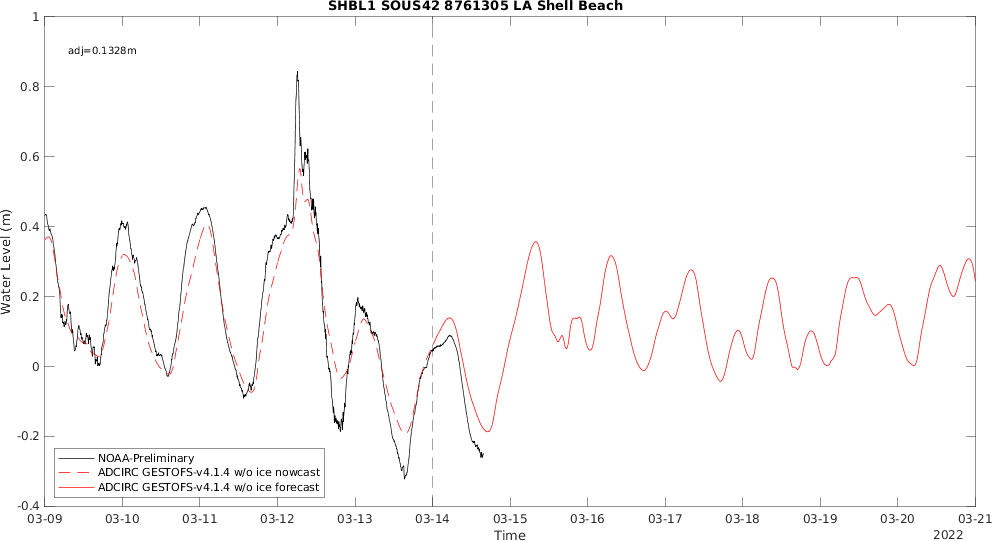 SHBL1 SOUS42 8761305 LA Shell Beach
adj=0.1328m
1
0.8
0.6
0.4
0.2
0
-0.2
-0.4
Water Level (m)
NOAA-Preliminary
ADCIRC GESTOFS-v4.1.4 w/o ice nowcast
ADCIRC GESTOFS-v4.1.4 w/o ice forecast
03-09 03-10 03-11 03-12 03-13 03-14 03-15 03-16 03-17 03-18 03-19 03-20 03-21
Time
2022